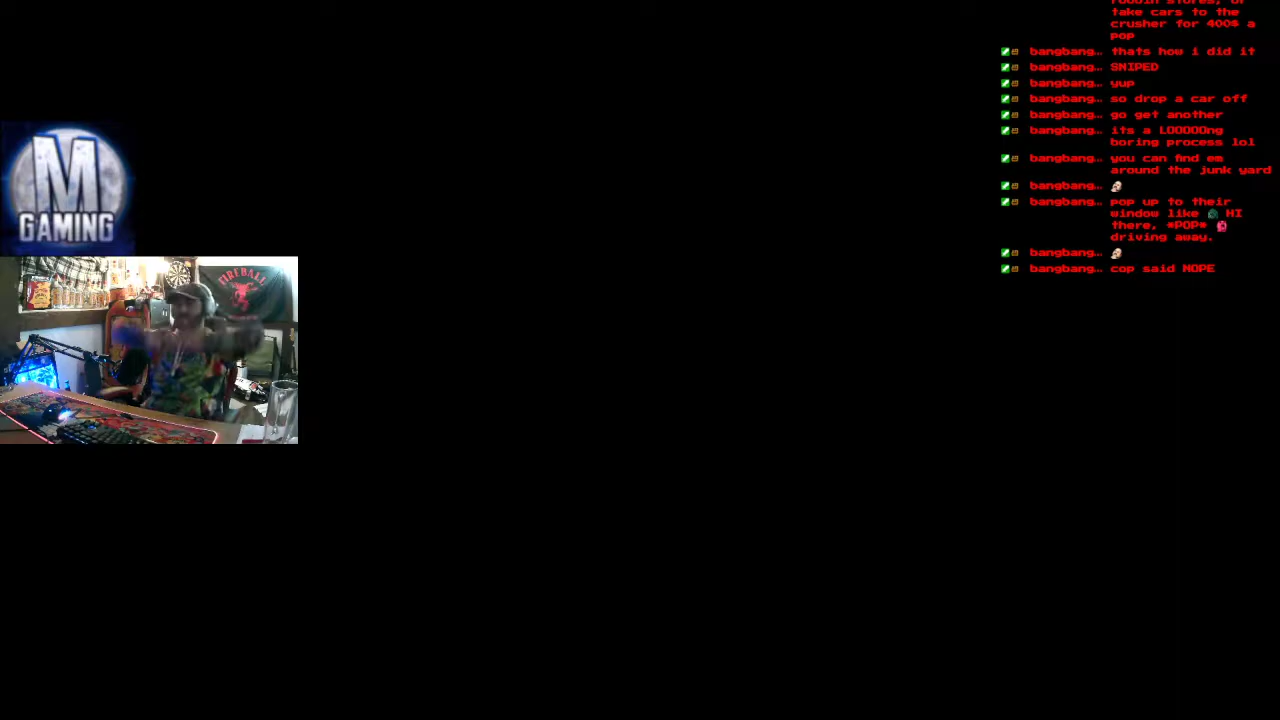 take cars to the
crusher for 400$ a
pop
bangbang… thats how i did it
bangbang… SNIPED
bangbang… yup
bangbang… so drop a car off
bangbang… go get another
bangbang… its a LOOOOOng
boring process lol
bangbang… you can find em
around the junk yard
bangbang…
bangbang… pop up to their
window like HI
there, *POP*
driving away.
bangbang…
bangbang… cop said NOPE
M
GAMING
FIREBALL